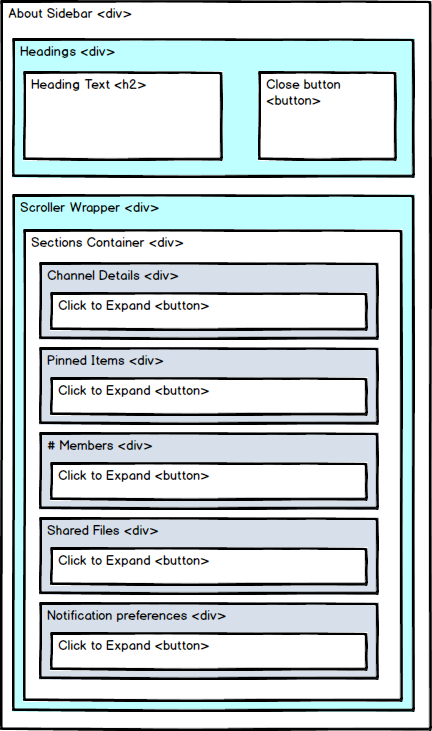 About Sidebar <div>
Headings <div>
Heading Text <h2>
Close button
<button>
Scroller Wrapper <div>
Sections Container <div>
Channel Details <div>
Click to Expand <button>
Pinned Items <div>
Click to Expand <button>
# Members <div>
Click to Expand <button>
Shared Files <div>
Click to Expand <button>
Notification preferences <div>
Click to Expand <button>